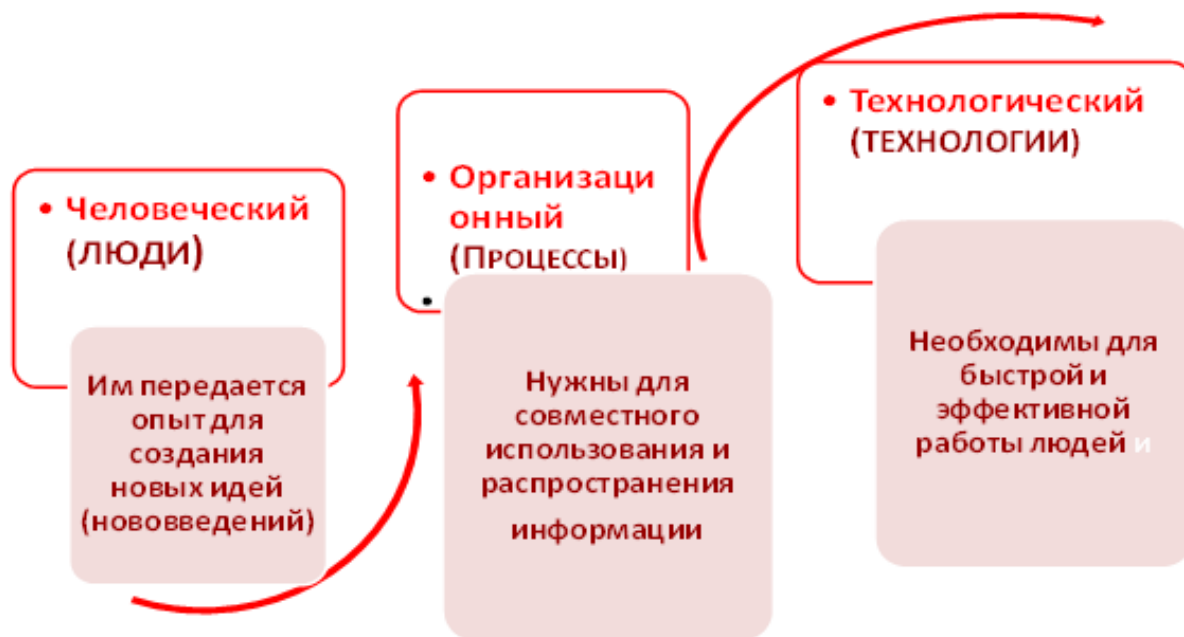 • Человеческий
(ЛЮДИ)
Им передается
опыт для
создания
новых идей
(нововведений)
• Организаци
онный
(ПРОЦЕССЫ)
•
Нужны для
совместного
использования и
распространения
информации
• Технологический
(ТЕХНОЛОГИИ)
Необходимы для
быстрой и
эффективной
работы людей и